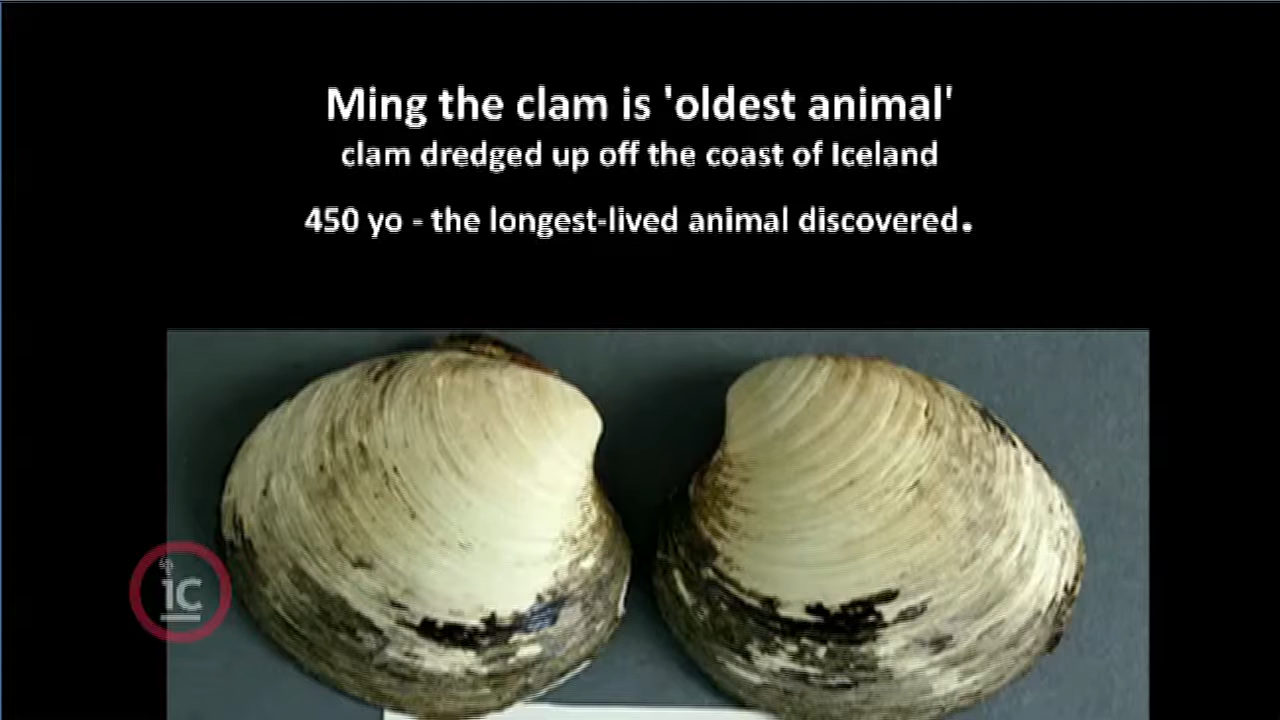 Ming the clam is 'oldest animal'
clam dredged up off the coast of Iceland
450 yo - the longest-lived animal discovered.
1C